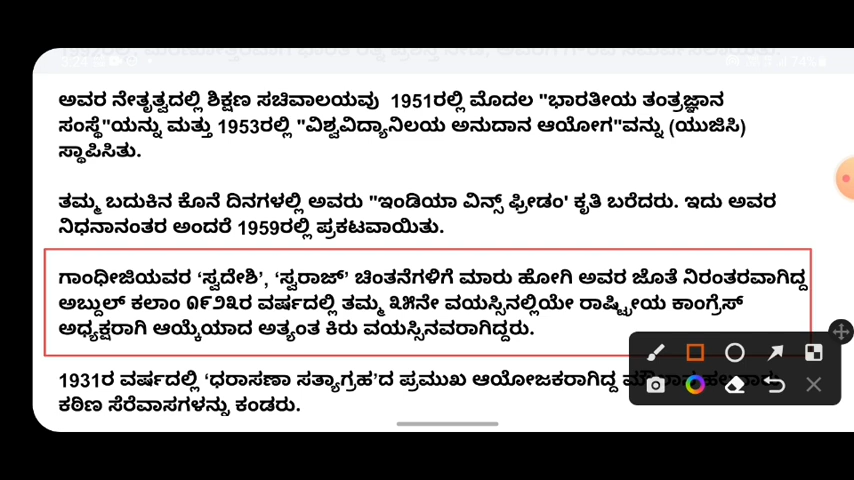 ಅವರ ನೇತೃತ್ವದಲ್ಲಿ ಶಿಕ್ಷಣ ಸಚಿವಾಲಯವು 1951ರಲ್ಲಿ ಮೊದಲ "ಭಾರತೀಯ ತಂತ್ರಜ್ಞಾನ
ಸಂಸ್ಥೆ"ಯನ್ನು ಮತ್ತು 1953ರಲ್ಲಿ "ವಿಶ್ವವಿದ್ಯಾನಿಲಯ ಅನುದಾನ ಆಯೋಗ"ವನ್ನು (ಯುಜಿಸಿ)
ಸ್ಥಾಪಿಸಿತು.
ತಮ್ಮ ಬದುಕಿನ ಕೊನೆ ದಿನಗಳಲ್ಲಿ ಅವರು "ಇಂಡಿಯಾ ವಿನ್ಸ್ ಫ್ರೀಡಂ' ಕೃತಿ ಬರೆದರು. ಇದು ಅವರ
ನಿಧನಾನಂತರ ಅಂದರೆ 1959ರಲ್ಲಿ ಪ್ರಕಟವಾಯಿತು.
ಗಾಂಧೀಜಿಯವರ ‘ಸ್ವದೇಶಿ’, ‘ಸ್ವರಾಜ್’ ಚಿಂತನೆಗಳಿಗೆ ಮಾರು ಹೋಗಿ ಅವರ ಜೊತೆ ನಿರಂತರವಾಗಿದ್ದ
ಅಬ್ದುಲ್ ಕಲಾಂ ೧೯೨೩ರ ವರ್ಷದಲ್ಲಿ ತಮ್ಮ ೩೫ನೇ ವಯಸ್ಸಿನಲ್ಲಿಯೇ ರಾಷ್ಟ್ರೀಯ ಕಾಂಗ್ರೆಸ್
ಅಧ್ಯಕ್ಷರಾಗಿ ಆಯ್ಕೆಯಾದ ಅತ್ಯಂತ ಕಿರು ವಯಸ್ಸಿನವರಾಗಿದ್ದರು.
1931ರ ವರ್ಷದಲ್ಲಿ ‘ಧರಾಸಣಾ ಸತ್ಯಾಗ್ರಹ’ದ ಪ್ರಮುಖ ಆಯೋಜಕರಾಗಿದ್ದ
ಕಠಿಣ ಸೆರೆವಾಸಗಳನ್ನು ಕಂಡರು.